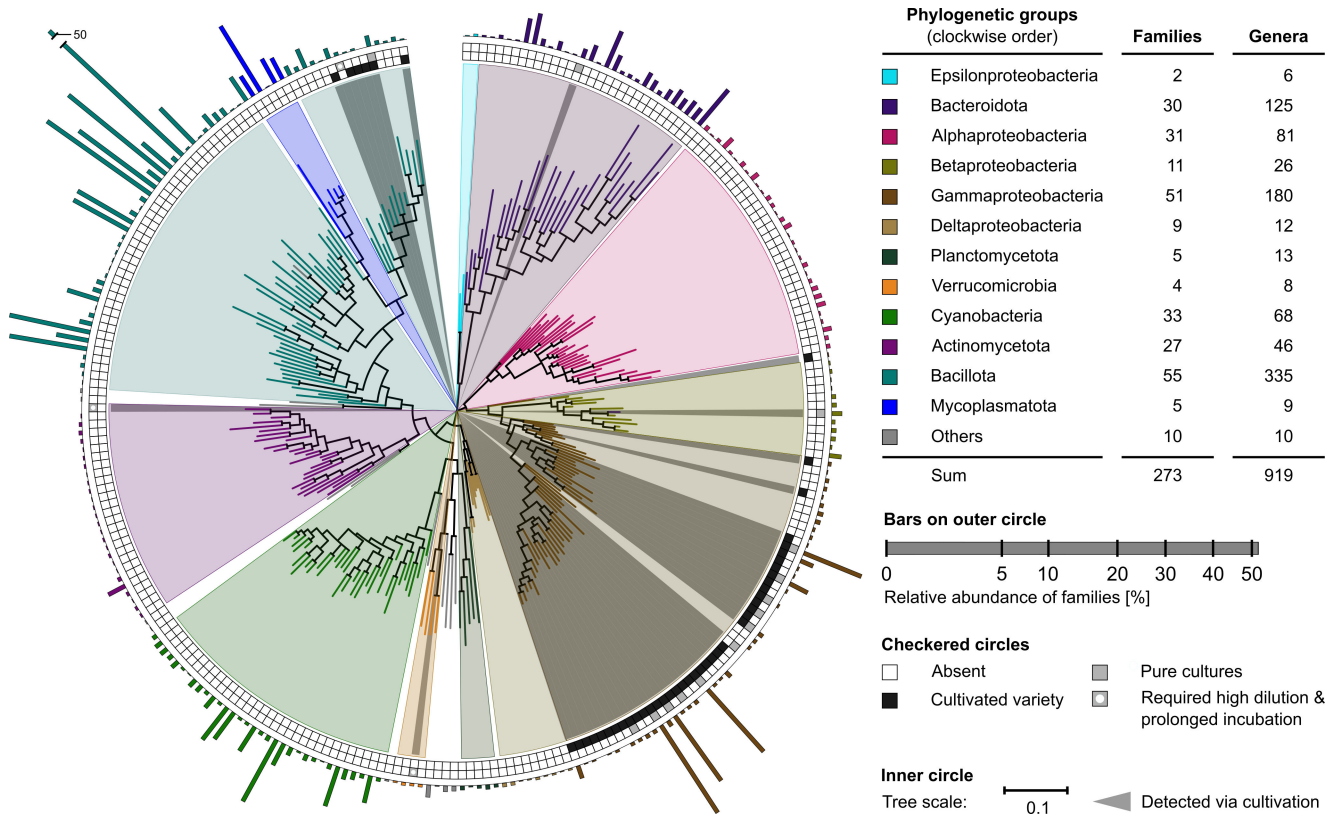 50
Phylogenetic groups
(clockwise order) Families Genera
Epsilonproteobacteria 2 6
Bacteroidota 30 125
Alphaproteobacteria 31 81
Betaproteobacteria 11 26
Gammaproteobacteria 51 180
Deltaproteobacteria 9 12
Planctomycetota 5 13
Verrucomicrobia 4 8
Cyanobacteria 33 68
Actinomycetota 27 46
Bacillota 55 335
Mycoplasmatota 5 9
Others 10 10
Sum 273 919
Bars on outer circle
0 5 10 20 30 40 50
Relative abundance of families [%]
Checkered circles
Absent Pure cultures
Cultivated variety Required high dilution &
prolonged incubation
Inner circle
Tree scale: 0.1 Detected via cultivation